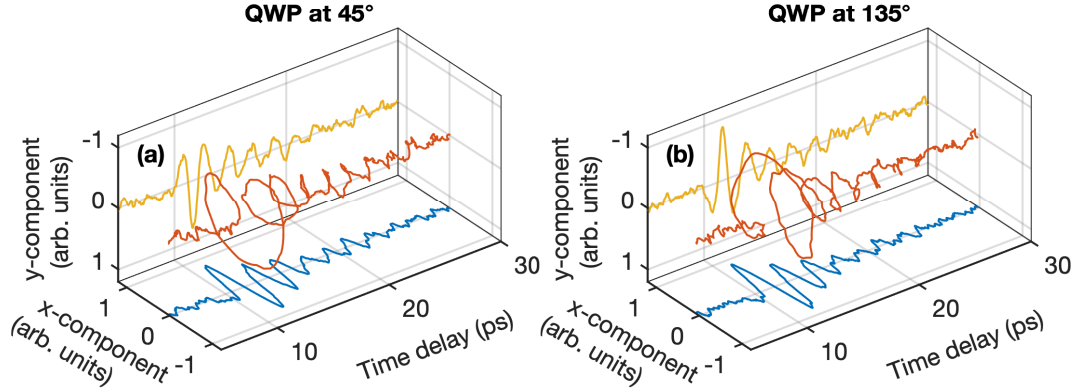 QWP at 45°
(a)
y-component
(arb. units)
-1
0
1
1
0
-1
x-component
(arb. units)
10
20
30
Time delay (ps)
QWP at 135°
(b)
y-component
(arb. units)
-1
0
1
1
0
-1
x-component
(arb. units)
10
20
30
Time delay (ps)